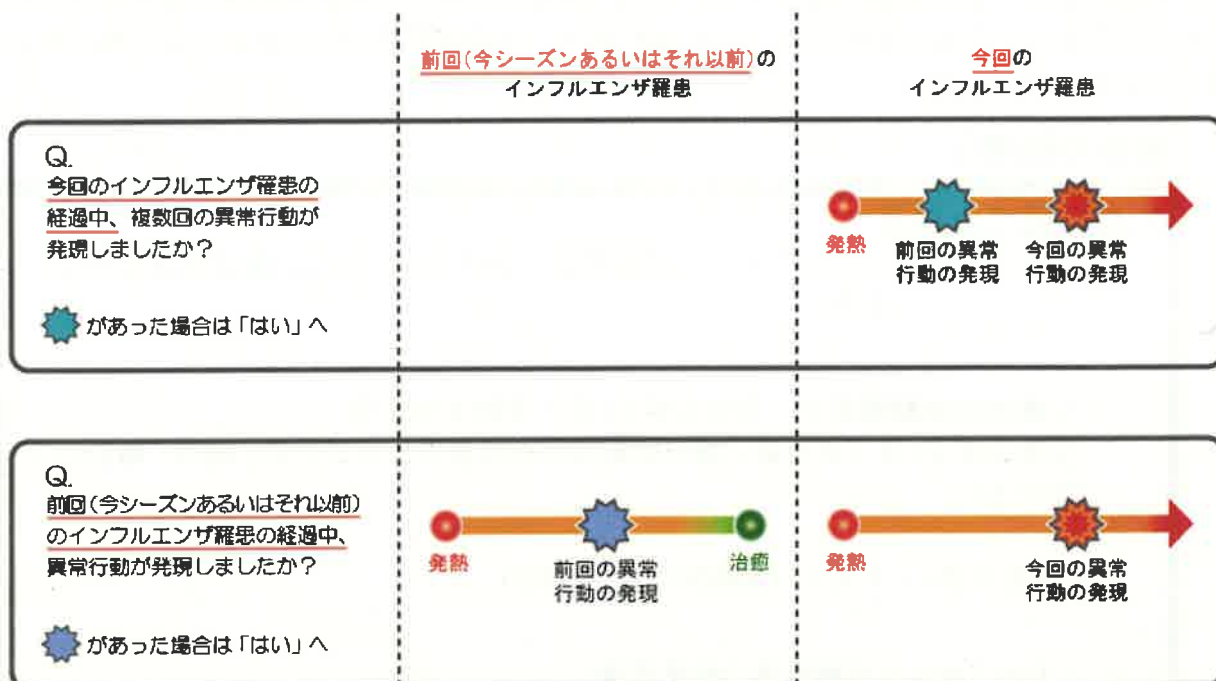 前回(今シーズンあるいはそれ以前)の
インフルエンザ羅患
今回の
インフルエンザ羅患
Q.
今回のインフルエンザ羅患の
経過中、複数回の異常行動が
発現しましたか?
があった場合は「はい」へ
発熱
前回の異常
行動の発現
今回の異常
行動の発現
Q.
前回(今シーズンあるいはそれ以前)
のインフルエンザ羅患の経過中、
異常行動が発現しましたか?
があった場合は「はい」へ
発熱
前回の異常
行動の発現
治癒
発熱
今回の異常
行動の発現